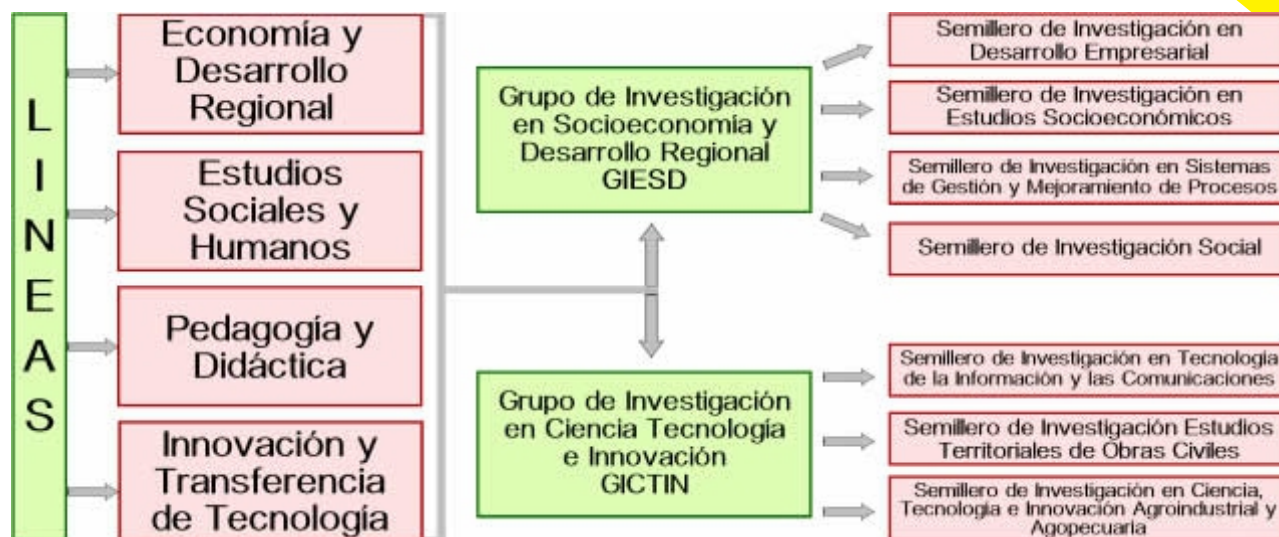 LINEAS
Economía y
Desarrollo
Regional
Estudios
Sociales y
Humanos
Pedagogía y
Didáctica
Innovación y
Transferencia
de Tecnología
Grupo de Investigación
en Socioeconomía y
Desarrollo Regional
GIESD
Grupo de Investigación
en Ciencia Tecnología
e Innovación
GICTIN
Semillero de Investigación en
Desarrollo Empresarial
Semillero de Investigación en
Estudios Socioeconómicos
Semillero de Investigación en Sistemas
de Gestión y Mejoramiento de Procesos
Semillero de Investigación Social
Semillero de Investigación en Tecnología
de la Información y las Comunicaciones
Semillero de Investigación Estudios
Territoriales de Obras Civiles
Semillero de Investigación en Ciencia,
Tecnología e Innovación Agroindustrial y
Agopecuaria